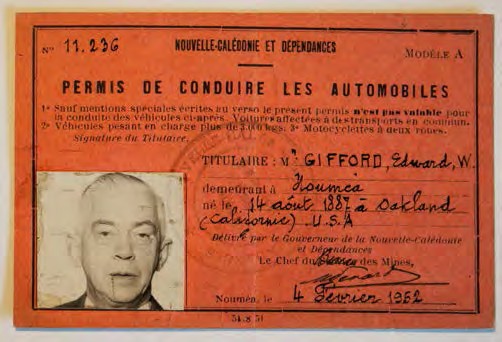 N° 11.236 NOUVELLE-CALÉDONIE ET DÉPENDANCES MODÈLE A
PERMIS DE CONDUIRE LES AUTOMOBILES
1° Sauf mentions spéciales écrites au verso le présent permis n'est pas valable pour
la conduite des véhicules ci-après. Voitures affectées à des transports en commun.
2° Véhicules pesant en charge plus de 3.000 kgs. 3° Motocyclettes à deux roues.
Signature du Titulaire.
TITULAIRE : Mr GIFFORD, Edward, W.
demeurant à Nouméa
né le 14 août 1887 à Oakland
(Californie) U.S.A
Délivré par le Gouverneur de la Nouvelle-Calédonie
et Dépendances
Le Chef du des Mines,
Nouméa, le 4 Février 1952